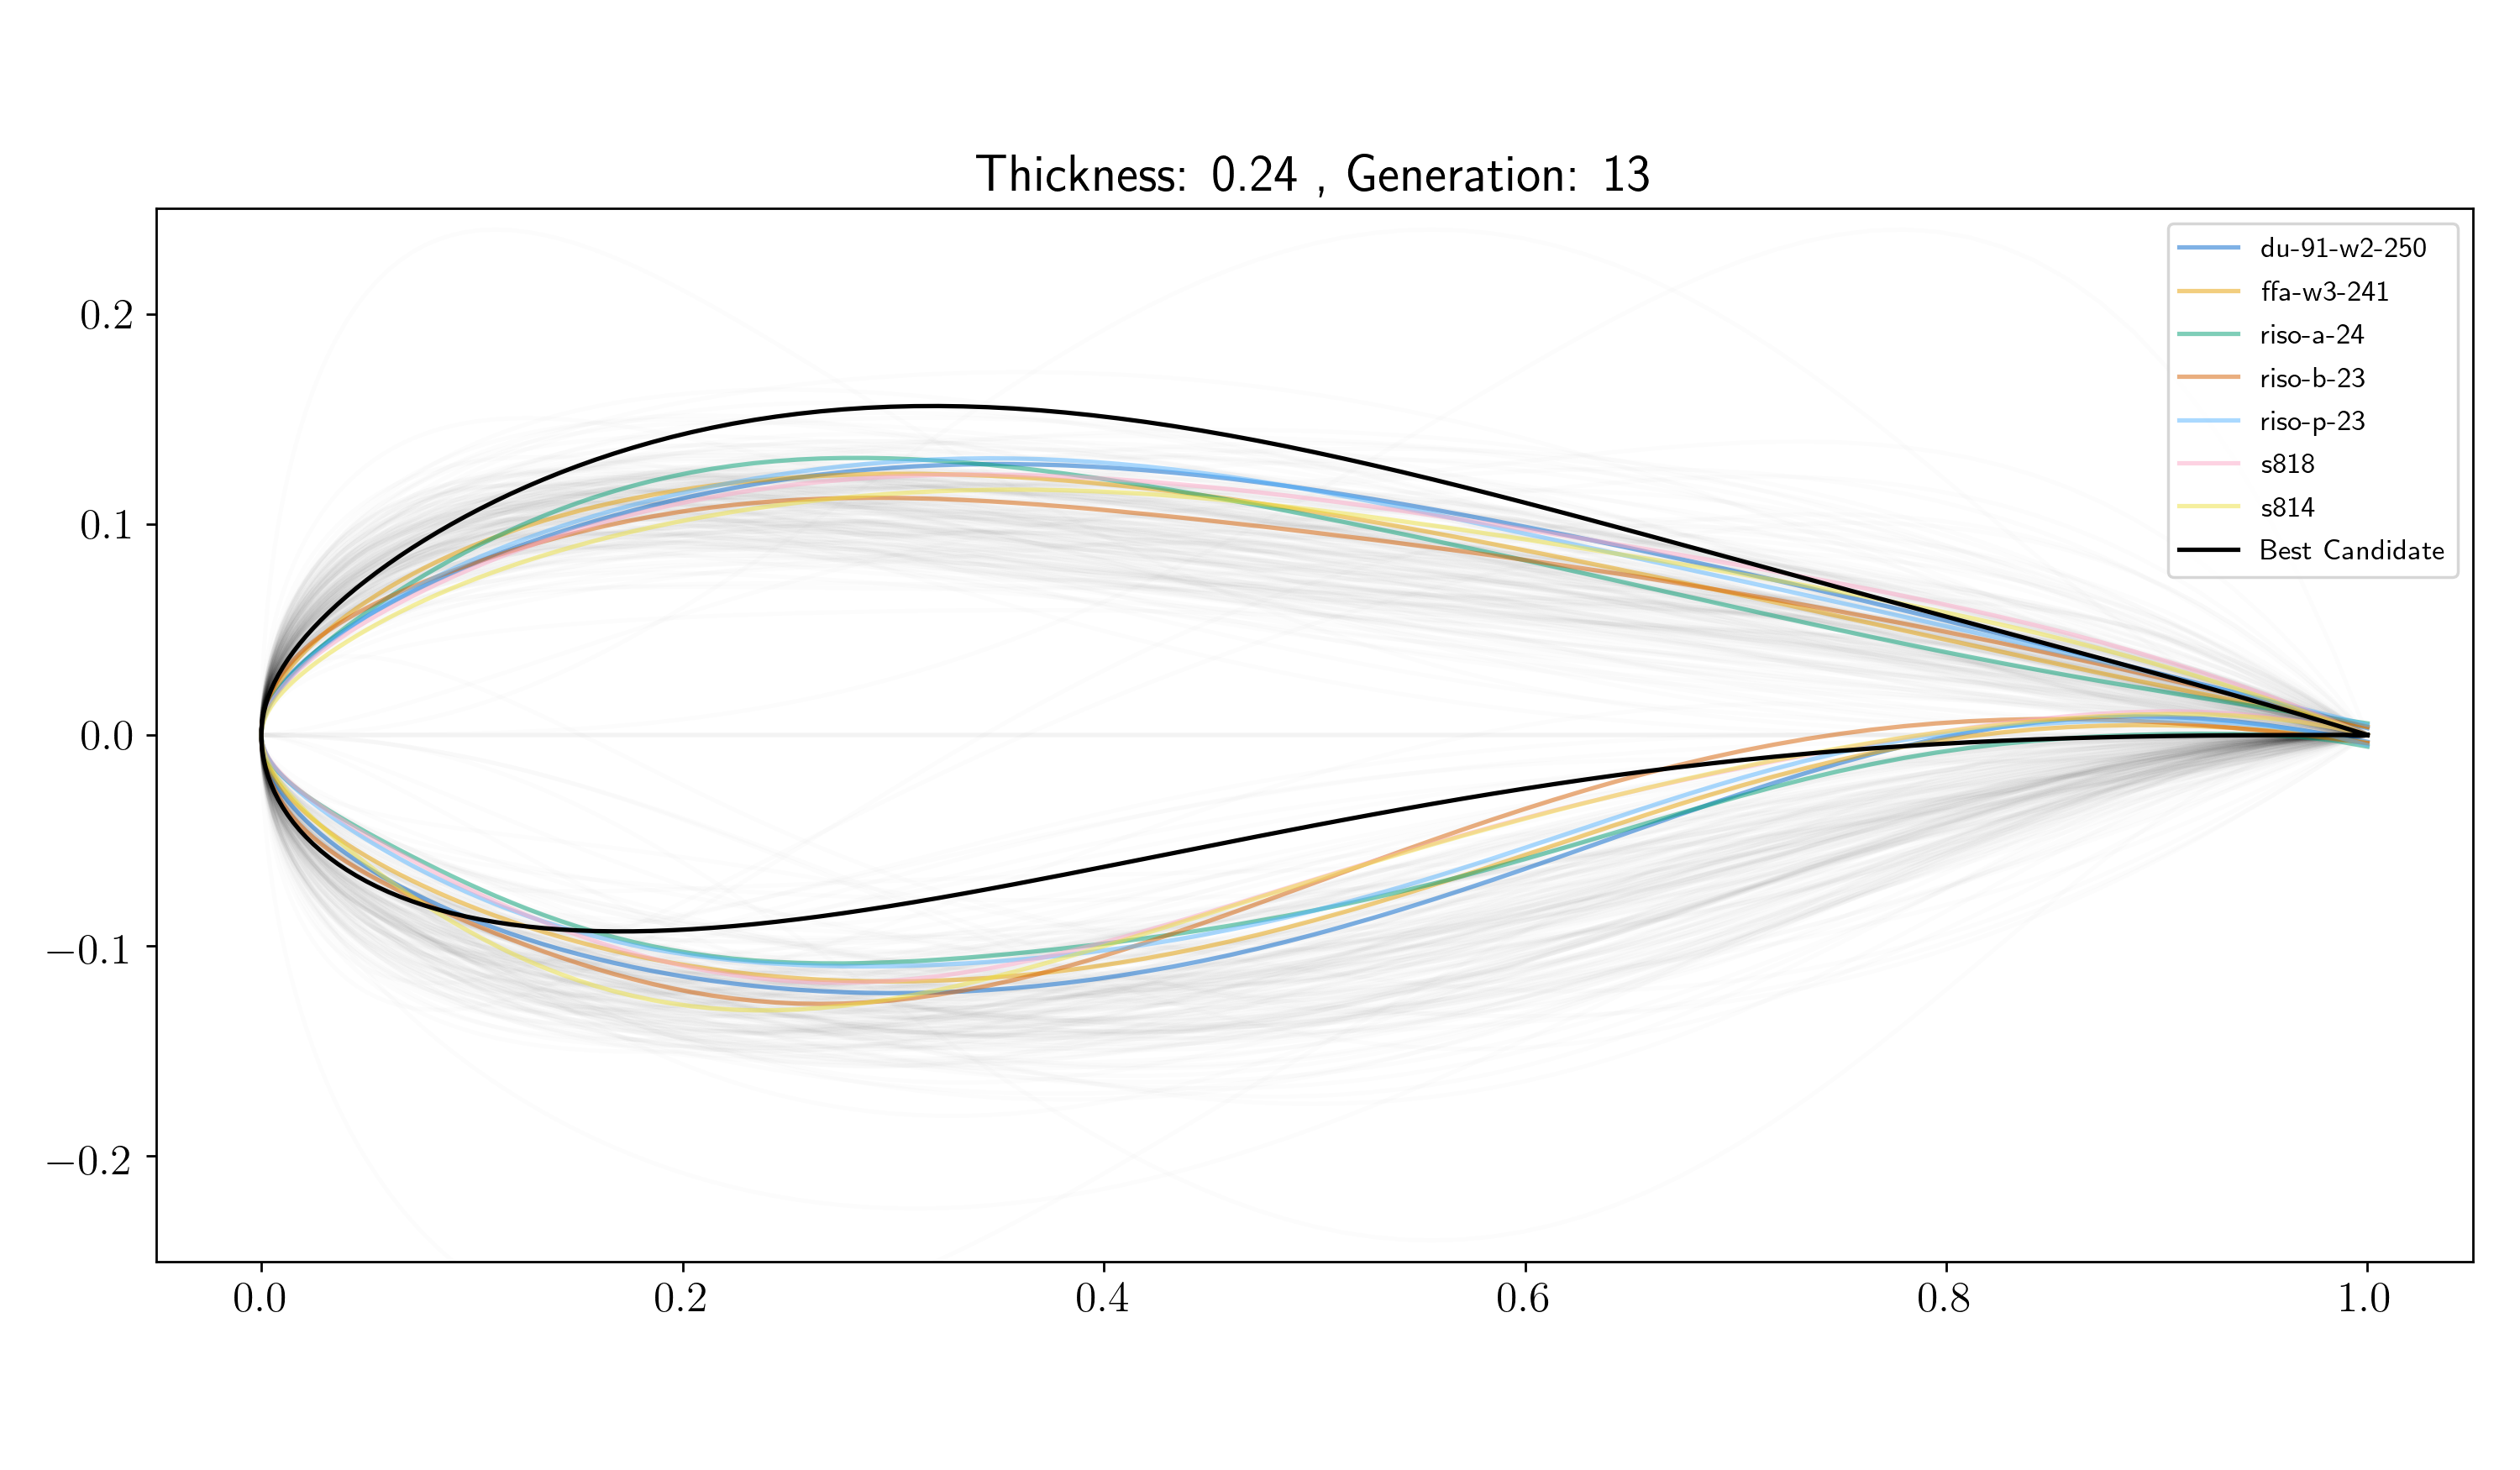 Thickness: 0.24 , Generation: 13
du-91-w2-250
ffa-w3-241
riso-a-24
riso-b-23
riso-p-23
s818
s814
Best Candidate
0.2
0.1
0.0
−0.1
−0.2
0.0 0.2 0.4 0.6 0.8 1.0